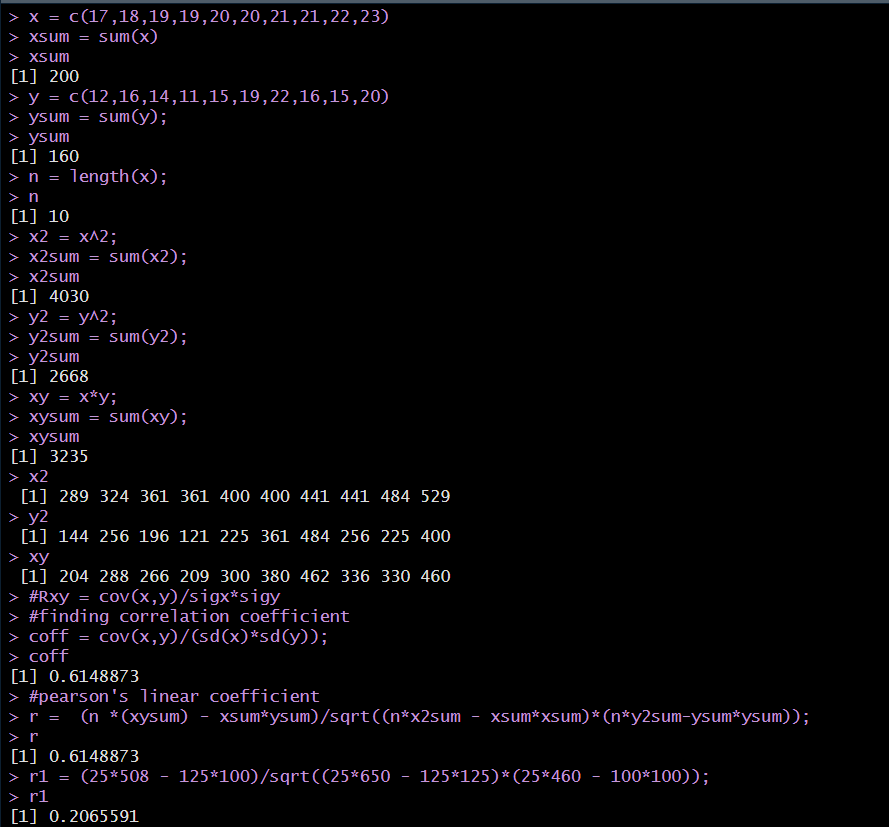 > x = c(17,18,19,19,20,20,21,21,22,23)
> xsum = sum(x)
> xsum
[1] 200
> y = c(12,16,14,11,15,19,22,16,15,20)
> ysum = sum(y);
> ysum
[1] 160
> n = length(x);
> n
[1] 10
> x2 = x^2;
> x2sum = sum(x2);
> x2sum
[1] 4030
> y2 = y^2;
> y2sum = sum(y2);
> y2sum
[1] 2668
> xy = x*y;
> xysum = sum(xy);
> xysum
[1] 3235
> x2
 [1] 289 324 361 361 400 400 441 441 484 529
> y2
 [1] 144 256 196 121 225 361 484 256 225 400
> xy
 [1] 204 288 266 209 300 380 462 336 330 460
> #Rxy = cov(x,y)/sigx*sigy
> #finding correlation coefficient
> coff = cov(x,y)/(sd(x)*sd(y));
> coff
[1] 0.6148873
> #pearson's linear coefficient
> r =  (n *(xysum) - xsum*ysum)/sqrt((n*x2sum - xsum*xsum)*(n*y2sum-ysum*ysum));
> r
[1] 0.6148873
> r1 = (25*508 - 125*100)/sqrt((25*650 - 125*125)*(25*460 - 100*100));
> r1
[1] 0.2065591